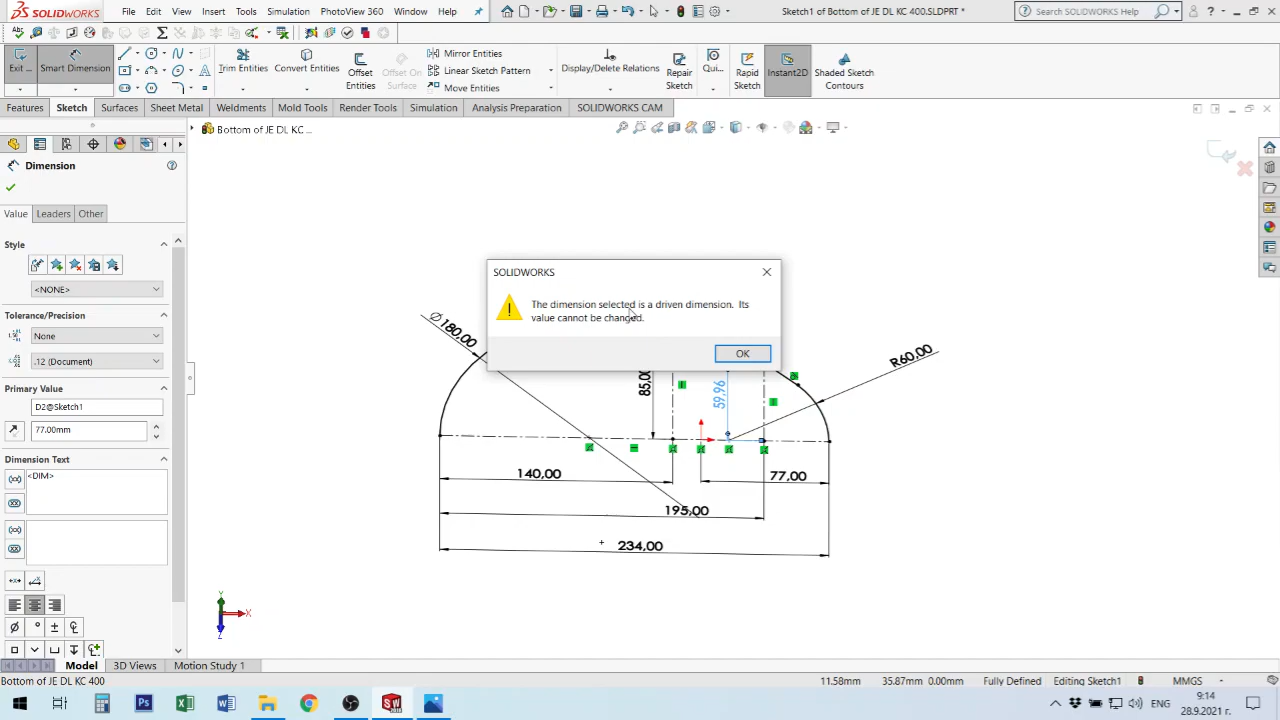 SOLIDWORKS File Edit View Insert Tools Simulation PhotoView 360 Window Help Sketch1 of Bottom of JE DL KC 400.SLDPRT * Search SOLIDWORKS Help
Exit ... Smart Dimension Trim Entities Convert Entities Offset Entities Offset On Surface Mirror Entities Linear Sketch Pattern Move Entities Display/Delete Relations Repair Sketch Qui... Rapid Sketch Instant2D Shaded Sketch Contours
Features Sketch Surfaces Sheet Metal Weldments Mold Tools Render Tools Simulation Analysis Preparation SOLIDWORKS CAM
Bottom of JE DL KC ...
Dimension
Value Leaders Other
Style
<NONE>
Tolerance/Precision
None
.12 (Document)
Primary Value
D2@Sketch1
77.00mm
Dimension Text
<DIM>
SOLIDWORKS
The dimension selected is a driven dimension. Its
value cannot be changed.
OK
Ø180,00
R60,00
85,00
59,96
140,00
77,00
195,00
234,00
Y
X
Z
Model 3D Views Motion Study 1
Bottom of JE DL KC 400 11.58mm 35.87mm 0.00mm Fully Defined Editing Sketch1 MMGS
ENG 9:14
28.9.2021 г.